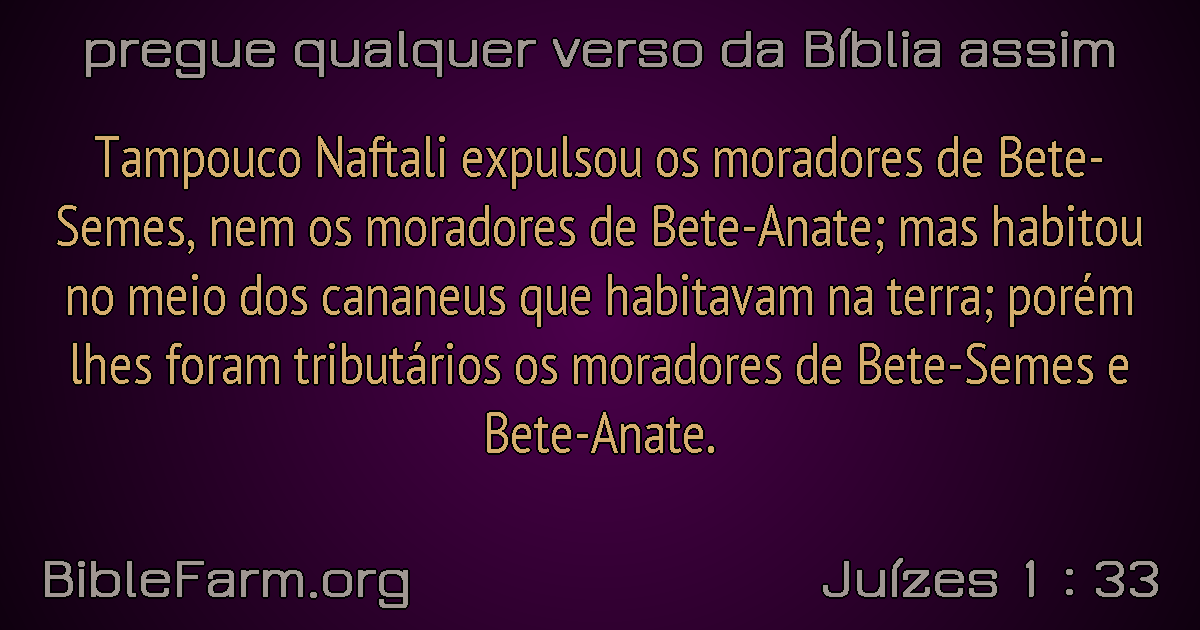 pregue qualquer verso da Bíblia assim
Tampouco Naftali expulsou os moradores de Bete-
Semes, nem os moradores de Bete-Anate; mas habitou
no meio dos cananeus que habitavam na terra; porém
lhes foram tributários os moradores de Bete-Semes e
Bete-Anate.
BibleFarm.org
Juízes 1 : 33